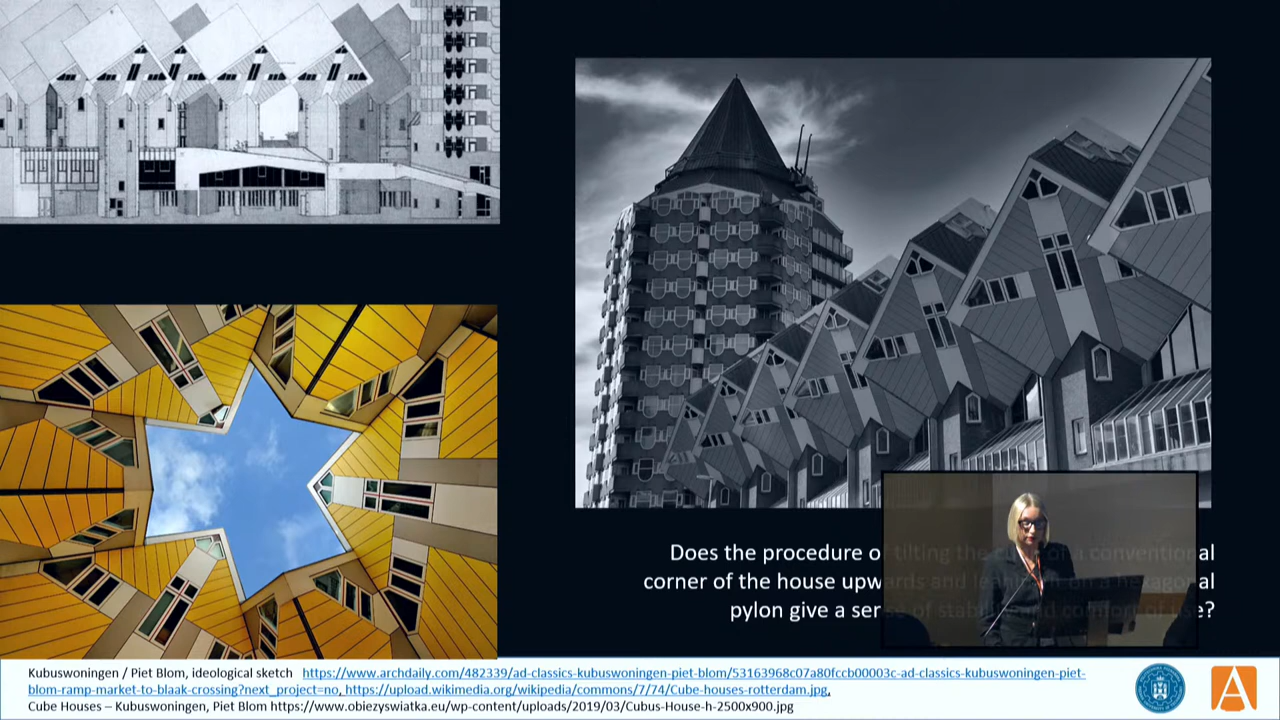 Does the procedure of tilting the cube of a conventional
corner of the house upwards and leaning it on a hexagonal
pylon give a sense of stability and comfort of use?
Kubuswoningen / Piet Blom, ideological sketch https://www.archdaily.com/482339/ad-classics-kubuswoningen-piet-blom/53163968c07a80fccb00003c-ad-classics-kubuswoningen-piet-
blom-ramp-market-to-blaak-crossing?next_project=no, https://upload.wikimedia.org/wikipedia/commons/7/74/Cube-houses-rotterdam.jpg,
Cube Houses – Kubuswoningen, Piet Blom https://www.obiezyswiatka.eu/wp-content/uploads/2019/03/Cubus-House-h-2500x900.jpg
A